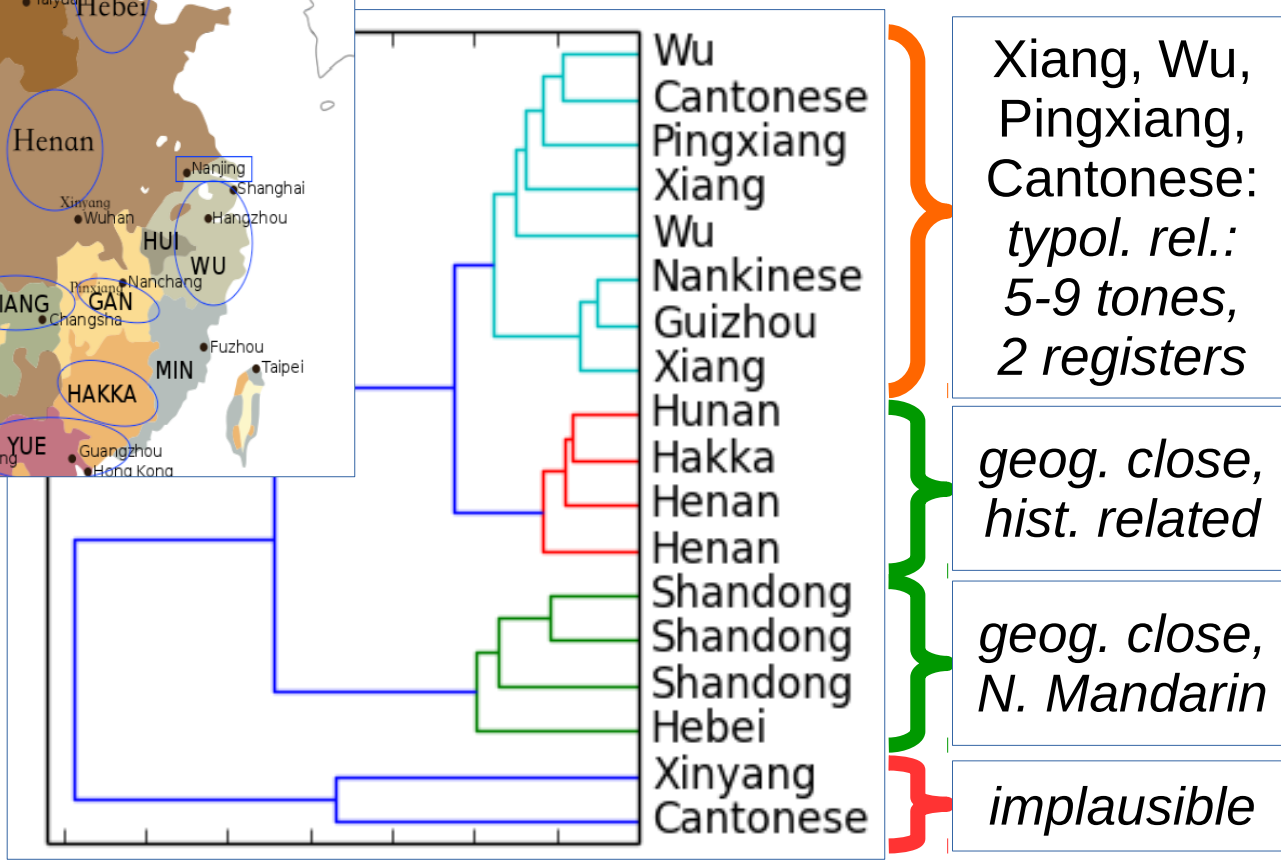 Hebei
Henan
Nanjing
Shanghai
Xinyang
Wuhan
Hangzhou
HUI
WU
Nanchang
Pinxiang
GAN
IANG
Changsha
Fuzhou
MIN
Taipei
HAKKA
YUE
Guangzhou
ng
Hong Kong
Wu
Cantonese
Pingxiang
Xiang
Wu
Nankinese
Guizhou
Xiang
Hunan
Hakka
Henan
Henan
Shandong
Shandong
Shandong
Hebei
Xinyang
Cantonese
Xiang, Wu,
Pingxiang,
Cantonese:
typol. rel.:
5-9 tones,
2 registers
geog. close,
hist. related
geog. close,
N. Mandarin
implausible